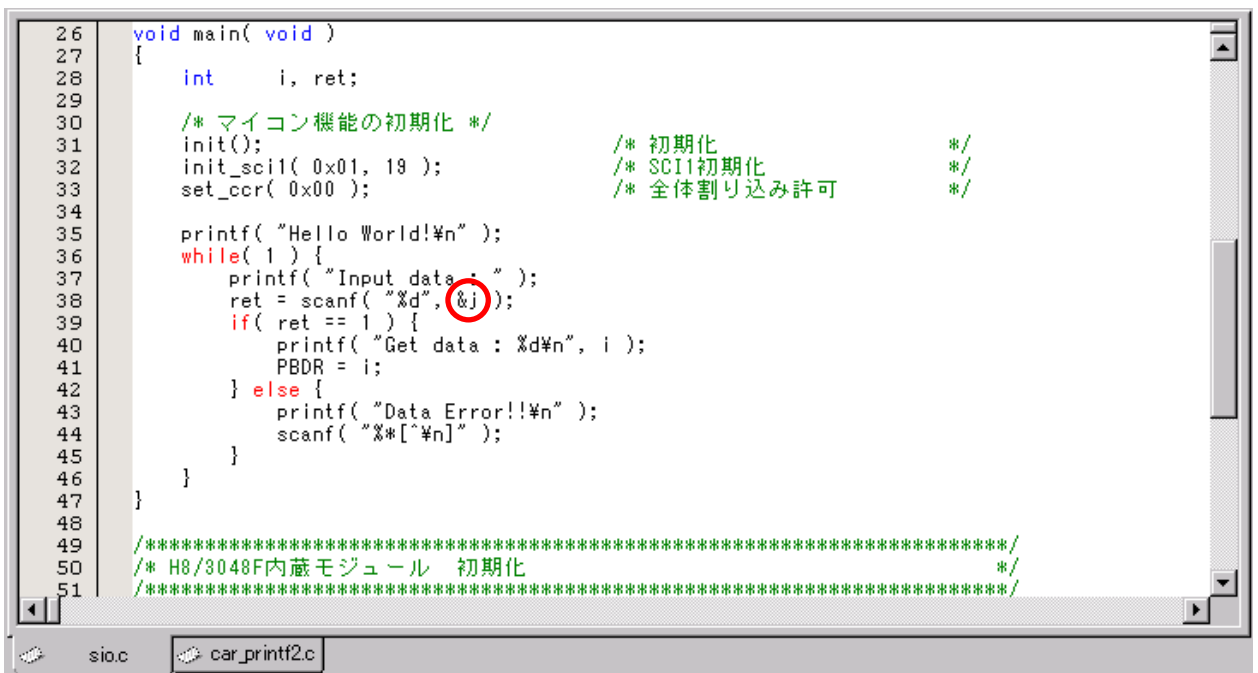 26 void main( void )
27 {
28 int i, ret;
29
30 /* マイコン機能の初期化 */
31 init(); /* 初期化 */
32 init_sci1( 0x01, 19 ); /* SCI1初期化 */
33 set_ccr( 0x00 ); /* 全体割り込み許可 */
34
35 printf( "Hello World!¥n" );
36 while( 1 ) {
37 printf( "Input data : " );
38 ret = scanf( "%d", &j );
39 if( ret == 1 ) {
40 printf( "Get data : %d¥n", i );
41 PBDR = i;
42 } else {
43 printf( "Data Error!!¥n" );
44 scanf( "%*[^¥n]" );
45 }
46 }
47 }
48
49 /************************************************************************/
50 /* H8/3048F内蔵モジュール 初期化 */
51 /************************************************************************/
sio.c car_printf2.c